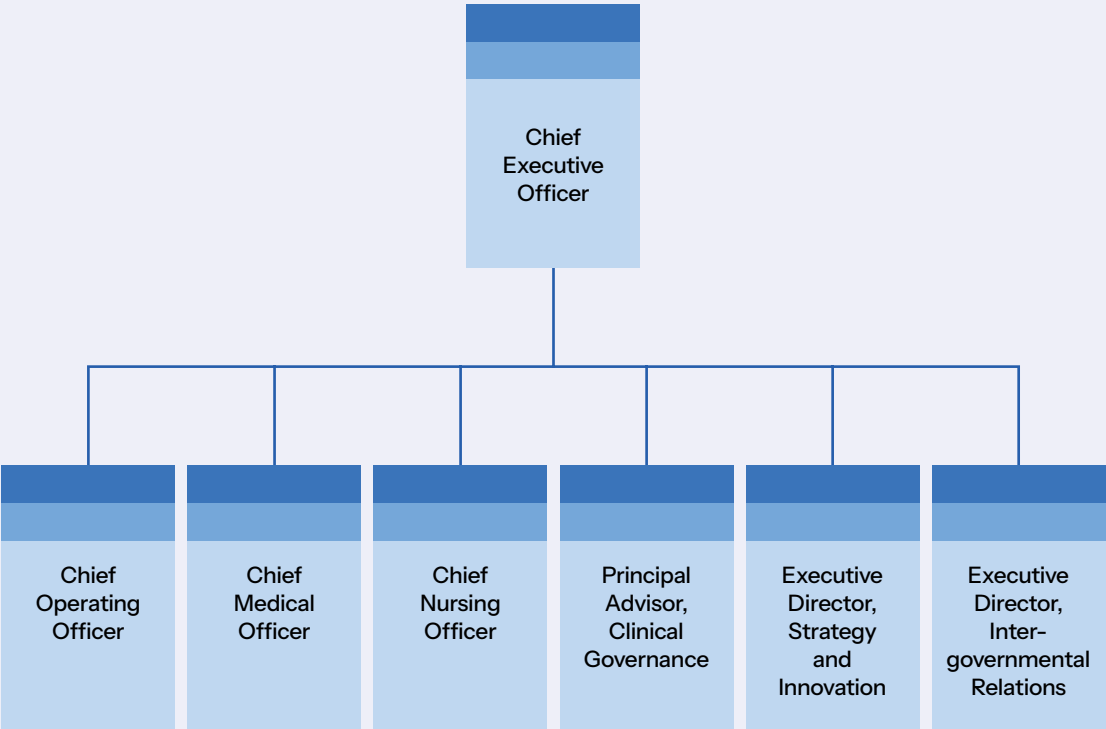 Chief
Executive
Officer
Chief
Operating
Officer
Chief
Medical
Officer
Chief
Nursing
Officer
Principal
Advisor,
Clinical
Governance
Executive
Director,
Strategy
and
Innovation
Executive
Director,
Inter-
governmental
Relations